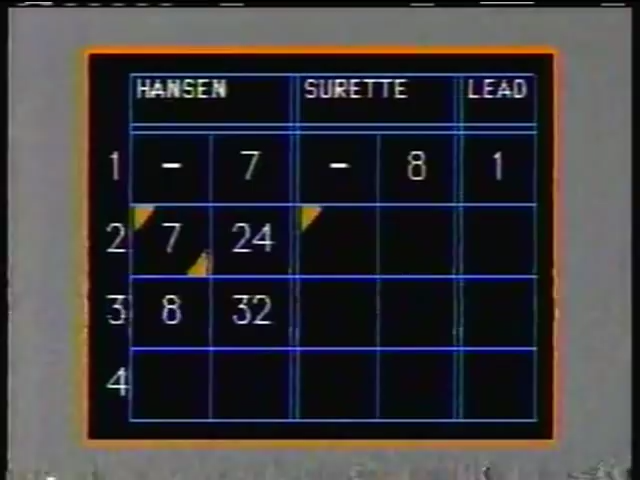 HANSEN SURETTE LEAD
1 - 7 - 8 1
2 7 24
3 8 32
4